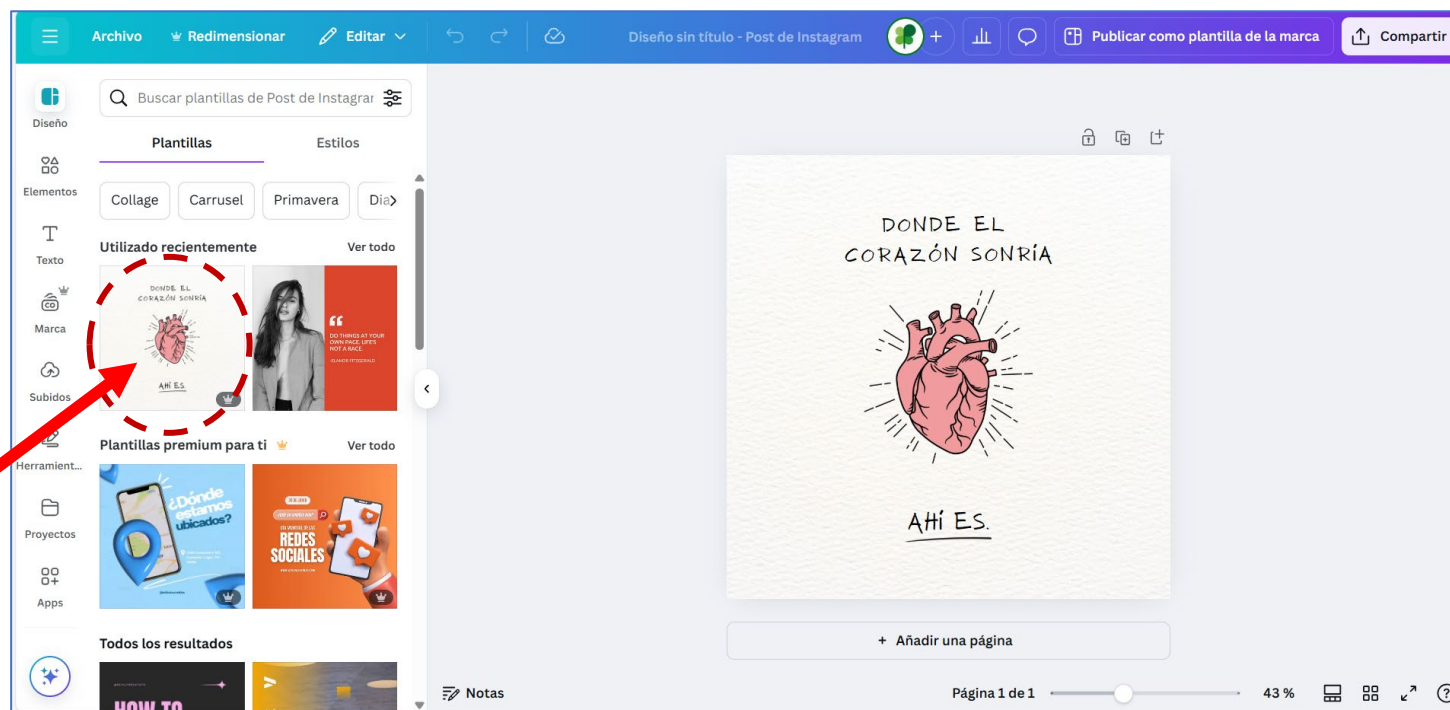 Archivo
Redimensionar
Editar
Diseño sin título - Post de Instagram
Publicar como plantilla de la marca
Compartir
Diseño
Elementos
Texto
Marca
Subidos
Herramient...
Proyectos
Apps
Buscar plantillas de Post de Instagrar
Plantillas
Estilos
Collage
Carrusel
Primavera
Dia
Utilizado recientemente
Ver todo
DONDE EL
CORAZÓN SONRÍA
AHÍ ES.
DO THINGS AT YOUR
OWN PACE. LIFE'S
NOT A RACE.
Plantillas premium para ti
Ver todo
¿Dónde
estamos
ubicados?
REDES
SOCIALES
Todos los resultados
HOW TO
DONDE EL
CORAZÓN SONRÍA
AHÍ ES.
+ Añadir una página
Notas
Página 1 de 1
43 %